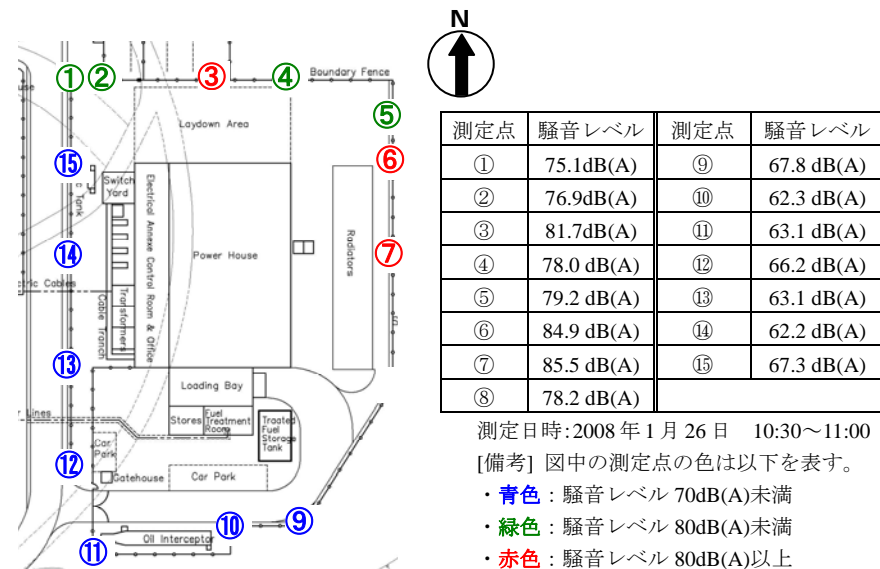 N
① ② ③ ④ Boundary Fence
use
⑤
Laydown Area
⑮
⑥
Switch
Yard
c Tank
Electrical Annexe Control Room & Office
Power House
Radiators
⑭
⑦
ctric Cables
Transformers
Cable Tranch
⑬
Loading Bay
r Lines
Stores
Fuel
Treatment
Room
Traated
Fuel
Storage
Tank
Car
Park
⑫
Gatehouse
Car Park
⑩ ⑨
Oil Interceptor
⑪
測定点 騒音レベル 測定点 騒音レベル
① 75.1dB(A) ⑨ 67.8 dB(A)
② 76.9dB(A) ⑩ 62.3 dB(A)
③ 81.7dB(A) ⑪ 63.1 dB(A)
④ 78.0 dB(A) ⑫ 66.2 dB(A)
⑤ 79.2 dB(A) ⑬ 63.1 dB(A)
⑥ 84.9 dB(A) ⑭ 62.2 dB(A)
⑦ 85.5 dB(A) ⑮ 67.3 dB(A)
⑧ 78.2 dB(A)
測定日時:2008年1月26日 10:30～11:00
[備考] 図中の測定点の色は以下を表す。
・青色：騒音レベル 70dB(A)未満
・緑色：騒音レベル 80dB(A)未満
・赤色：騒音レベル 80dB(A)以上